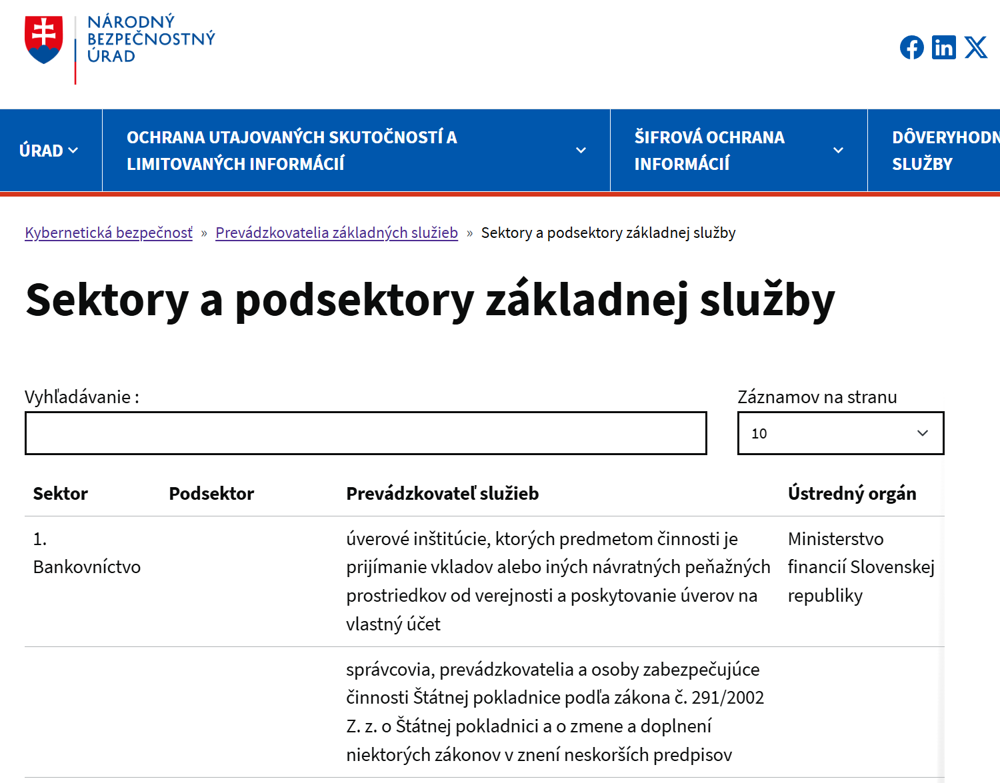 NÁRODNÝ
BEZPEČNOSTNÝ
ÚRAD
ÚRAD
OCHRANA UTAJOVANÝCH SKUTOČNOSTÍ A
LIMITOVANÝCH INFORMÁCIÍ
ŠIFROVÁ OCHRANA
INFORMÁCIÍ
DÔVERYHODN
SLUŽBY
Kybernetická bezpečnosť » Prevádzkovatelia základných služieb » Sektory a podsektory základnej služby
Sektory a podsektory základnej služby
Vyhľadávanie :
Záznamov na stranu
10
Sektor Podsektor Prevádzkovateľ služieb Ústredný orgán
1. úverové inštitúcie, ktorých predmetom činnosti je Ministerstvo
Bankovníctvo prijímanie vkladov alebo iných návratných peňažných financií Slovenskej
prostriedkov od verejnosti a poskytovanie úverov na republiky
vlastný účet
správcovia, prevádzkovatelia a osoby zabezpečujúce
činnosti Štátnej pokladnice podľa zákona č. 291/2002
Z. z. o Štátnej pokladnici a o zmene a doplnení
niektorých zákonov v znení neskorších predpisov